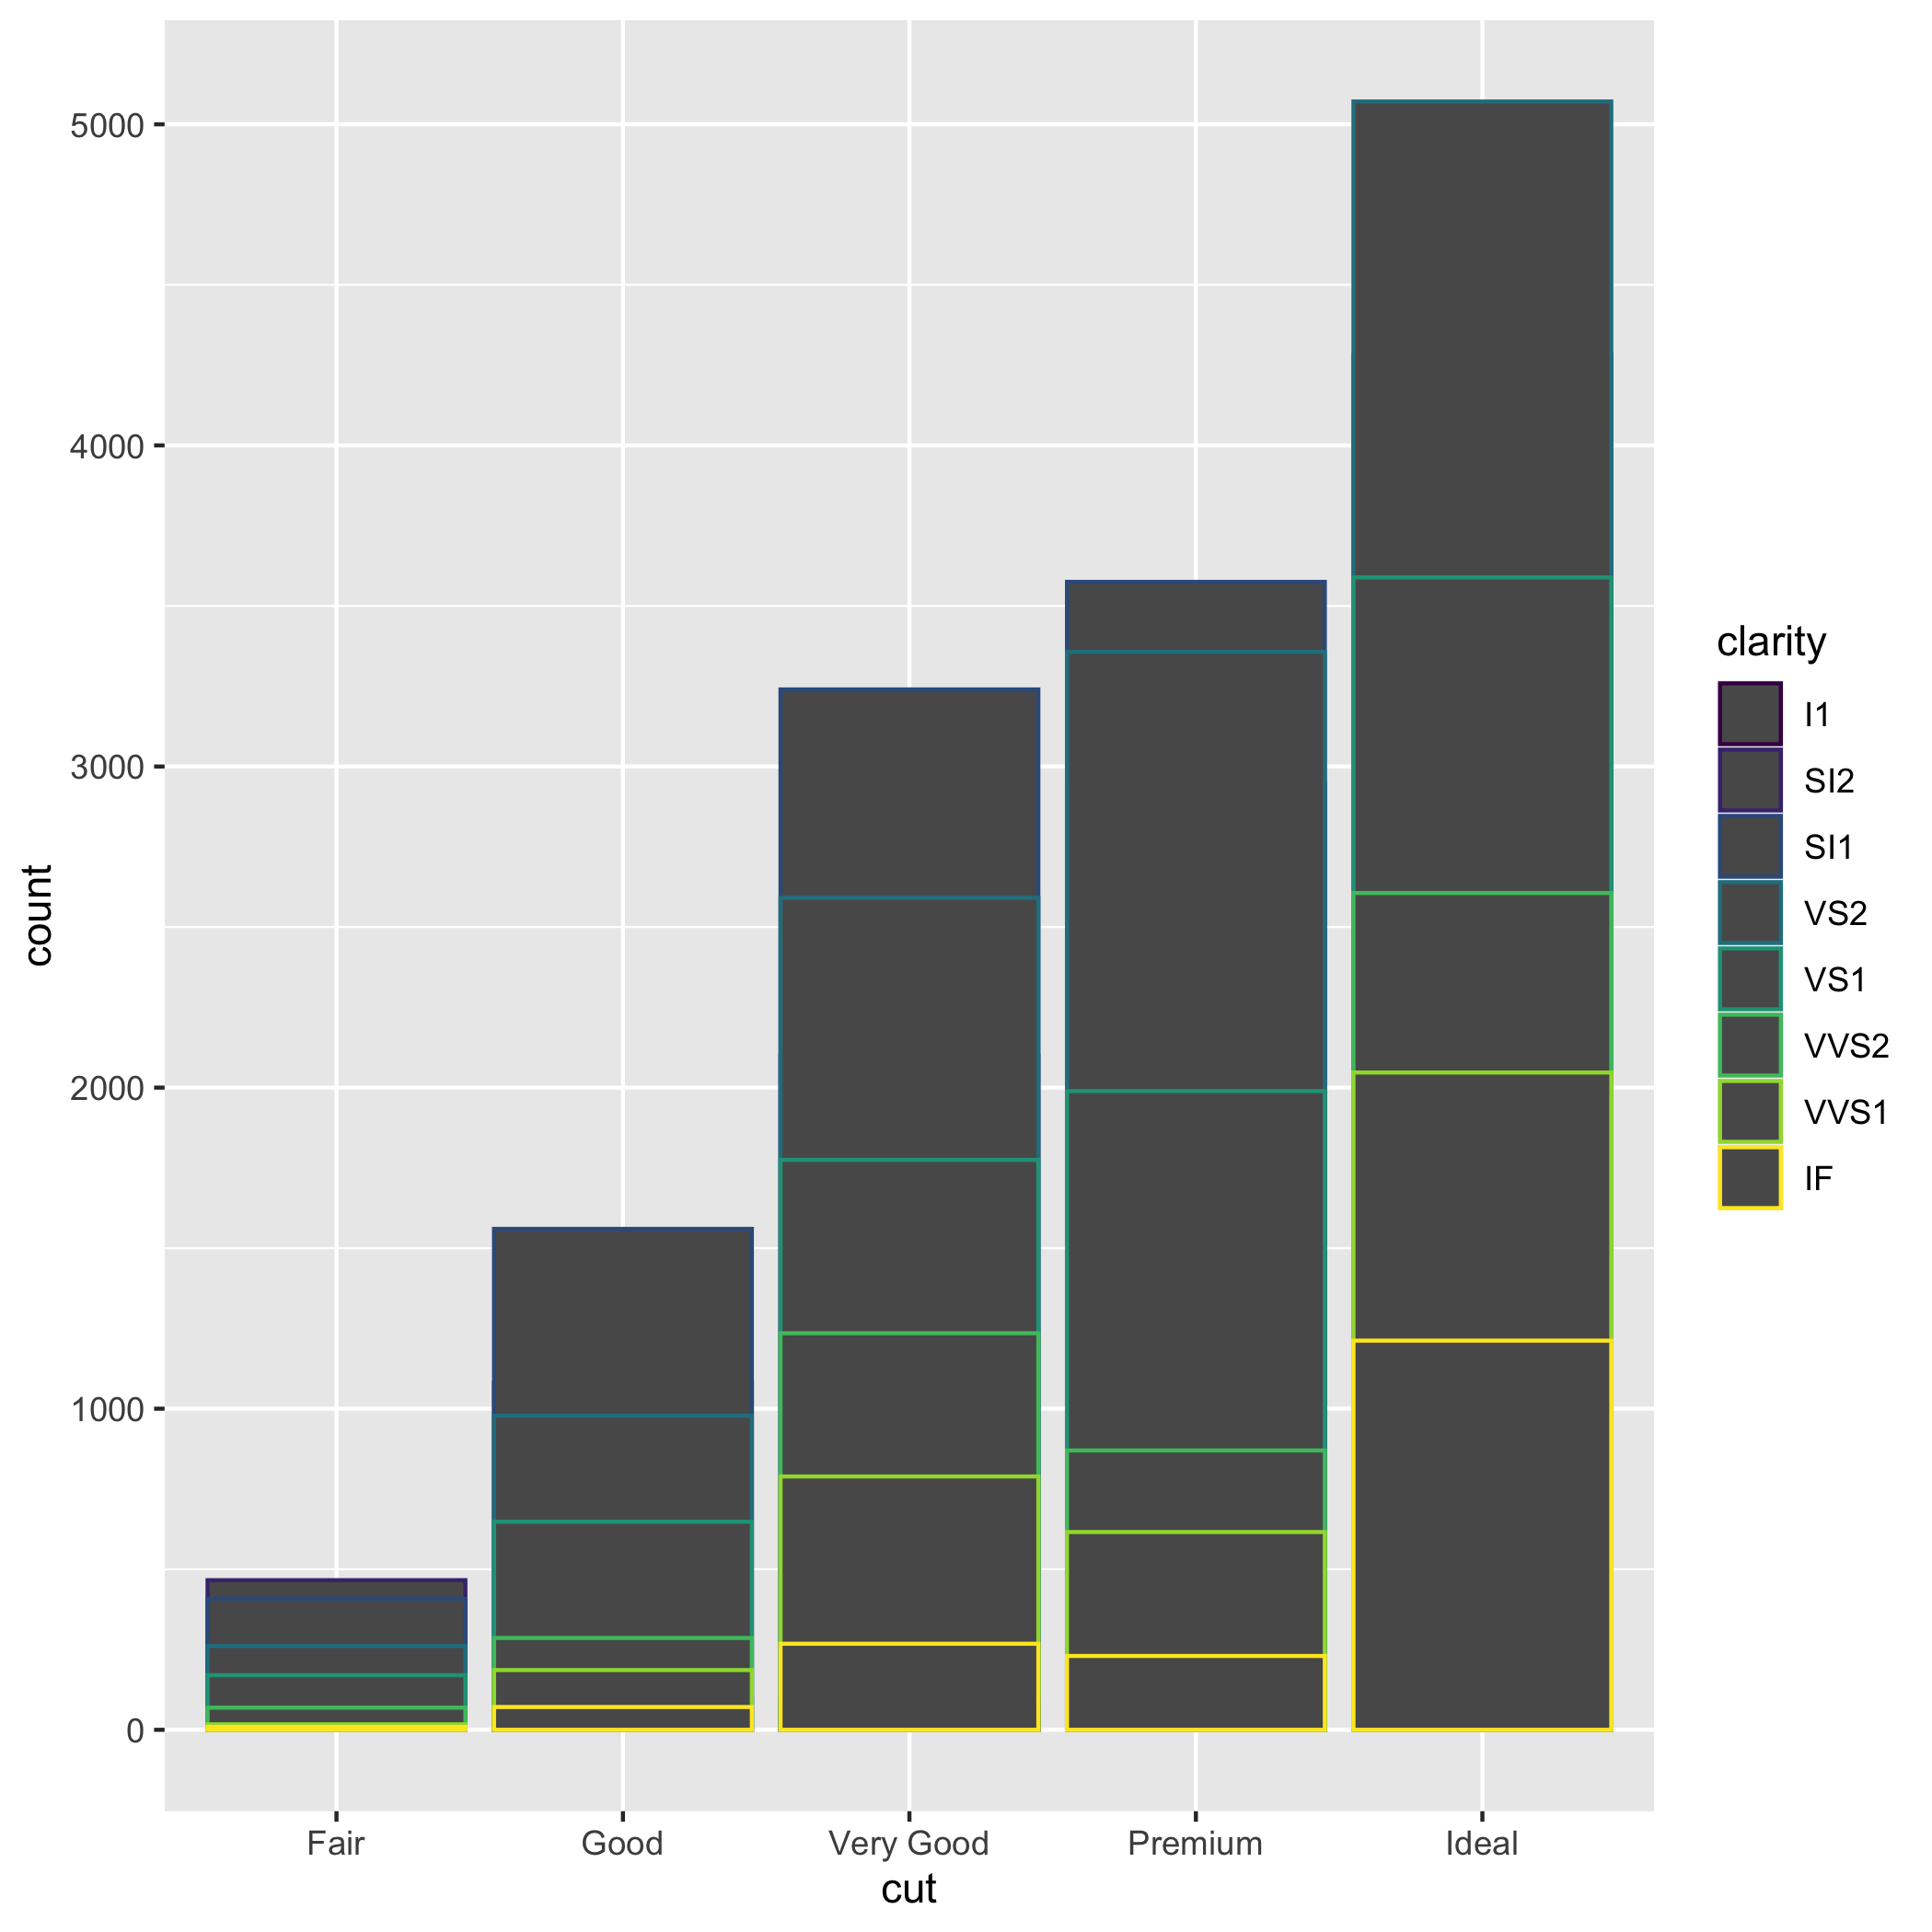 5000
4000
3000
2000
1000
0
count
Fair Good Very Good Premium Ideal
cut
clarity
I1
SI2
SI1
VS2
VS1
VVS2
VVS1
IF